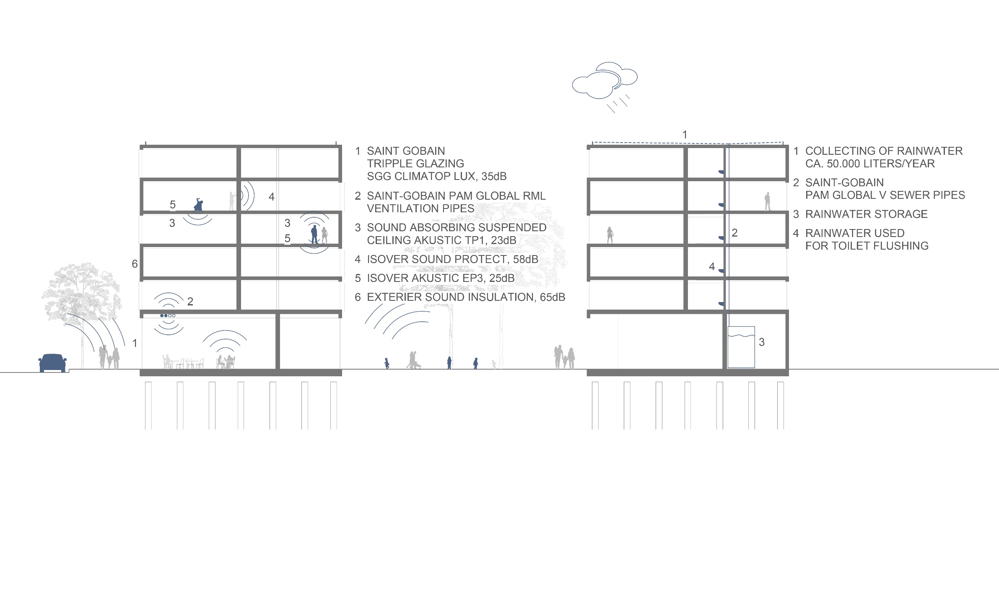 1 SAINT GOBAIN
TRIPPLE GLAZING
SGG CLIMATOP LUX, 35dB
2 SAINT-GOBAIN PAM GLOBAL RML
VENTILATION PIPES
3 SOUND ABSORBING SUSPENDED
CEILING AKUSTIC TP1, 23dB
4 ISOVER SOUND PROTECT, 58dB
5 ISOVER AKUSTIC EP3, 25dB
6 EXTERIER SOUND INSULATION, 65dB
4
5
3
3
5
6
2
1
1
2
4
3
1 COLLECTING OF RAINWATER
CA. 50.000 LITERS/YEAR
2 SAINT-GOBAIN
PAM GLOBAL V SEWER PIPES
3 RAINWATER STORAGE
4 RAINWATER USED
FOR TOILET FLUSHING